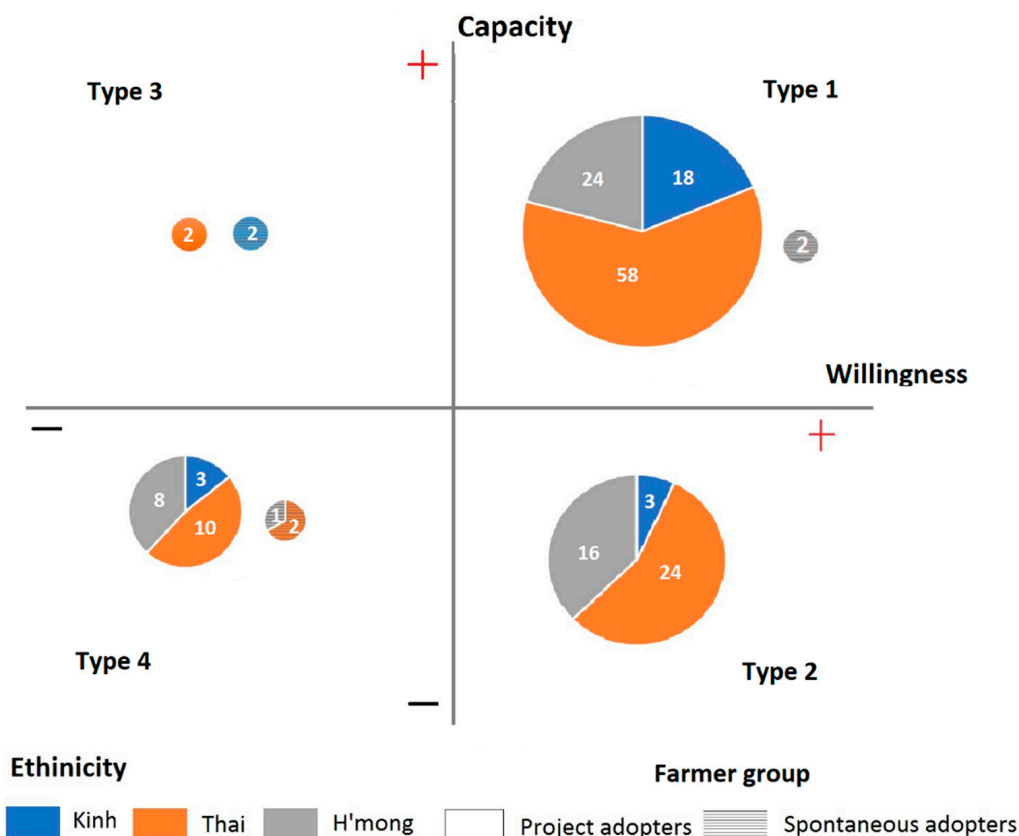 Capacity
+
Type 3
Type 1
24
18
2
2
2
58
Willingness
—
+
3
8
10
1
2
3
16
24
Type 4
Type 2
—
Ethinicity
Farmer group
Kinh
Thai
H'mong
Project adopters
Spontaneous adopters